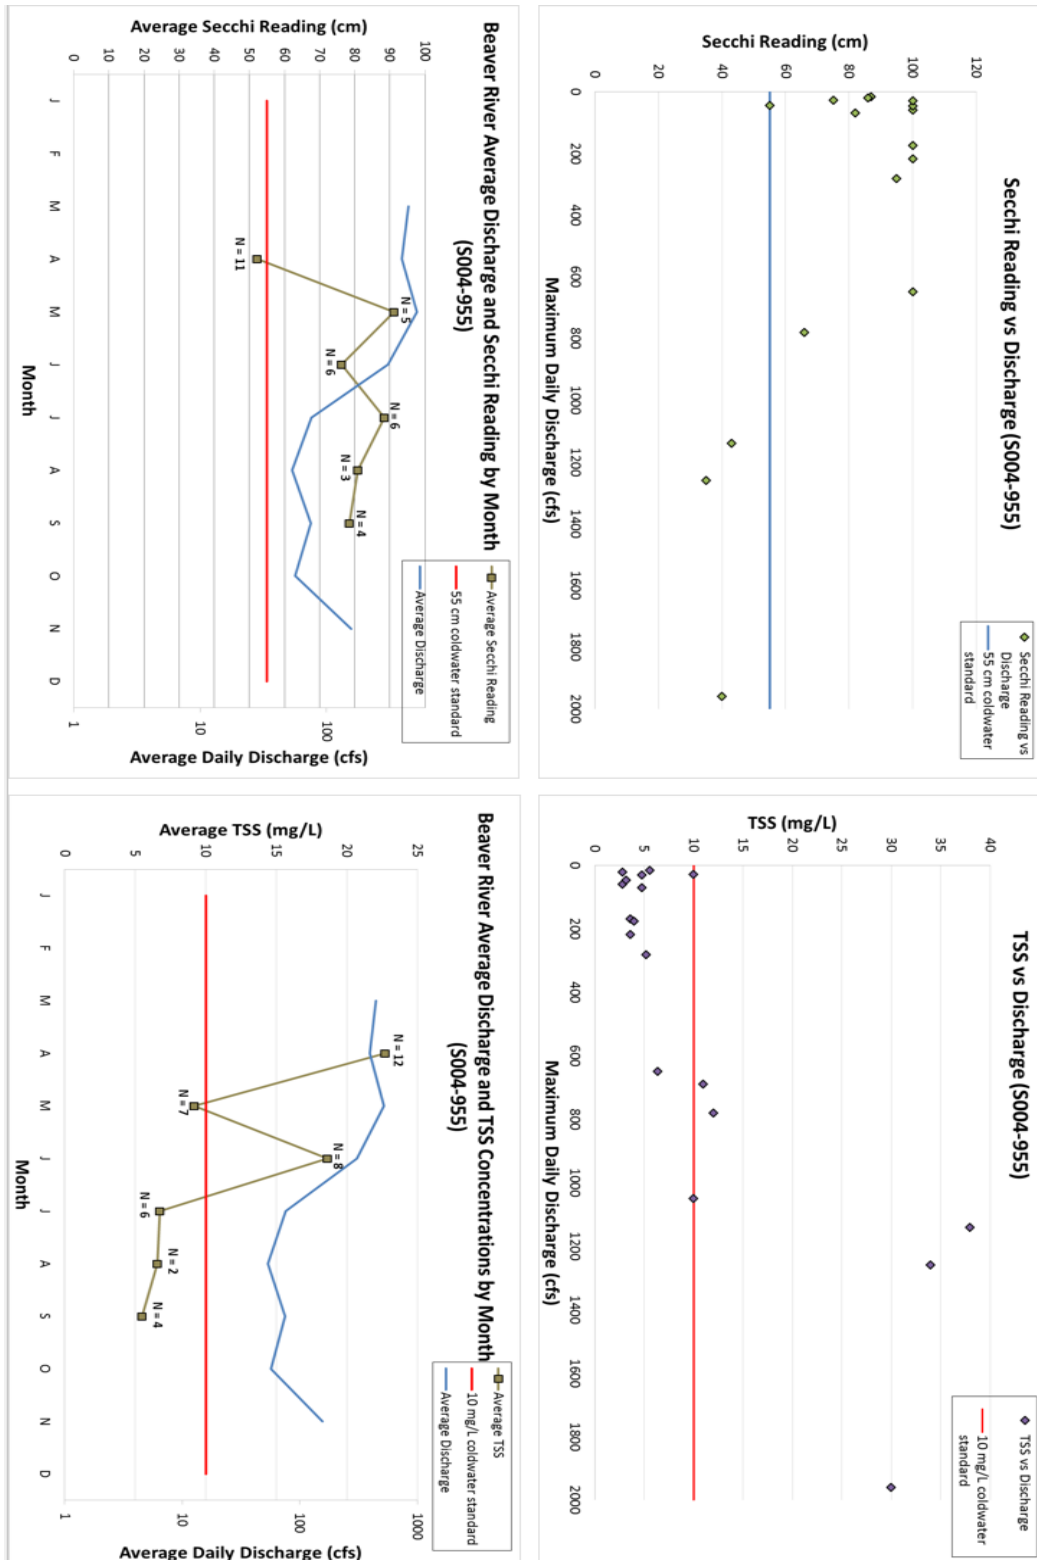 Secchi Reading vs Discharge (S004-955)
Secchi Reading (cm)
0
20
40
60
80
100
120
0
200
400
600
800
1000
1200
1400
1600
1800
2000
Maximum Daily Discharge (cfs)
Secchi Reading vs
Discharge
55 cm coldwater
standard
TSS vs Discharge (S004-955)
TSS (mg/L)
0
5
10
15
20
25
30
35
40
0
200
400
600
800
1000
1200
1400
1600
1800
2000
Maximum Daily Discharge (cfs)
TSS vs Discharge
10 mg/L coldwater
standard
Beaver River Average Discharge and Secchi Reading by Month
(S004-955)
Average Secchi Reading (cm)
0
10
20
30
40
50
60
70
80
90
100
J
F
M
A
M
J
J
A
S
O
N
D
Month
N = 11
N = 5
N = 6
N = 6
N = 3
N = 4
1
10
100
Average Daily Discharge (cfs)
Average Secchi Reading
55 cm coldwater standard
Average Discharge
Beaver River Average Discharge and TSS Concentrations by Month
(S004-955)
Average TSS (mg/L)
0
5
10
15
20
25
J
F
M
A
M
J
J
A
S
O
N
D
Month
N = 12
N = 7
N = 8
N = 6
N = 2
N = 4
1
10
100
1000
Average Daily Discharge (cfs)
Average TSS
10 mg/L coldwater standard
Average Discharge